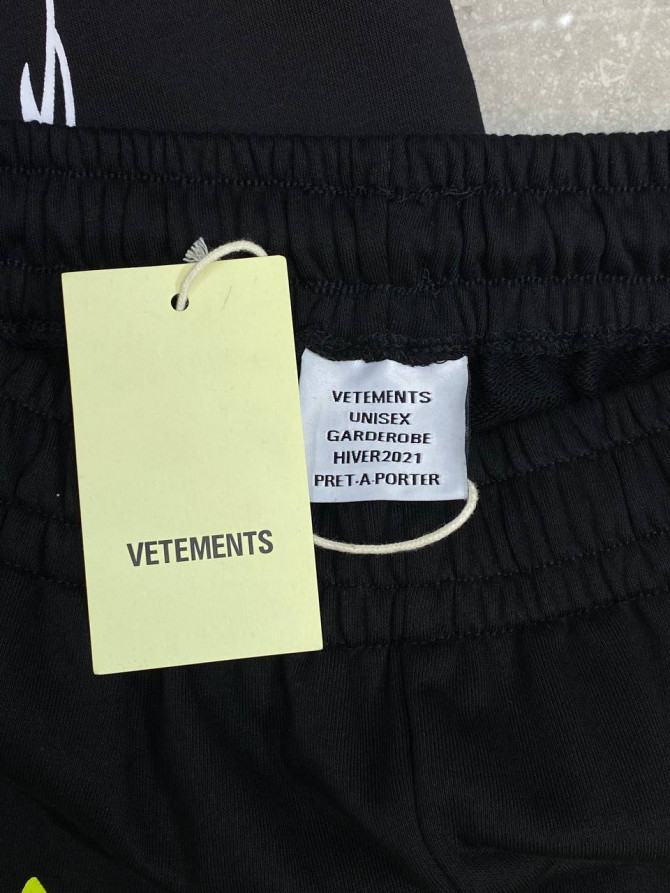 VETEMENTS
UNISEX
GARDEROBE
HIVER2021
PRET-A-PORTER
VETEMENTS